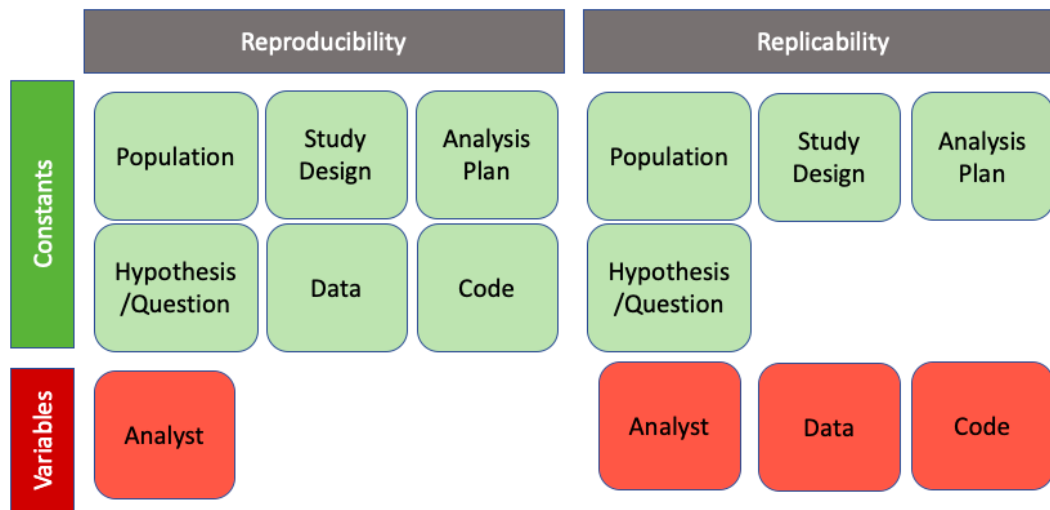 Reproducibility
Replicability
Constants
Population
Study
Design
Analysis
Plan
Population
Study
Design
Analysis
Plan
Hypothesis
/Question
Data
Code
Hypothesis
/Question
Variables
Analyst
Analyst
Data
Code